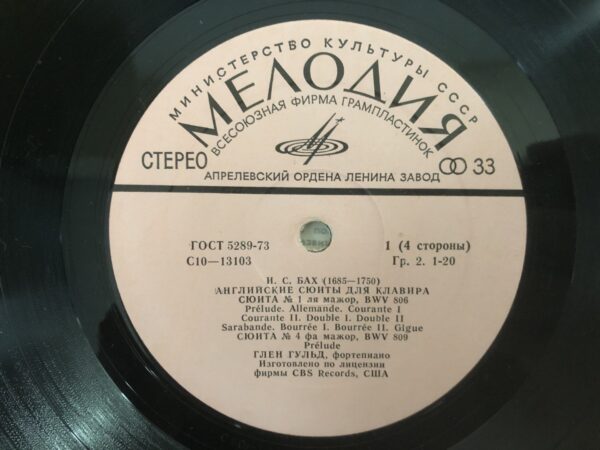 МИНИСТЕРСТВО КУЛЬТУРЫ СССР
МЕЛОДИЯ
ВСЕСОЮЗНАЯ ФИРМА ГРАМПЛАСТИНОК
СТЕРЕО
33
АПРЕЛЕВСКИЙ ОРДЕНА ЛЕНИНА ЗАВОД
ГОСТ 5289-73
1 (4 стороны)
С10—13103
Гр. 2. 1-20
И. С. БАХ (1685—1750)
АНГЛИЙСКИЕ СЮИТЫ ДЛЯ КЛАВИРА
СЮИТА № 1 ля мажор, BWV 806
Prélude. Allemande. Courante I
Courante II. Double I. Double II
Sarabande. Bourrée I. Bourrée II. Gigue
СЮИТА № 4 фа мажор, BWV 809
Prélude
ГЛЕН ГУЛЬД, фортепиано
Изготовлено по лицензии
фирмы CBS Records, США